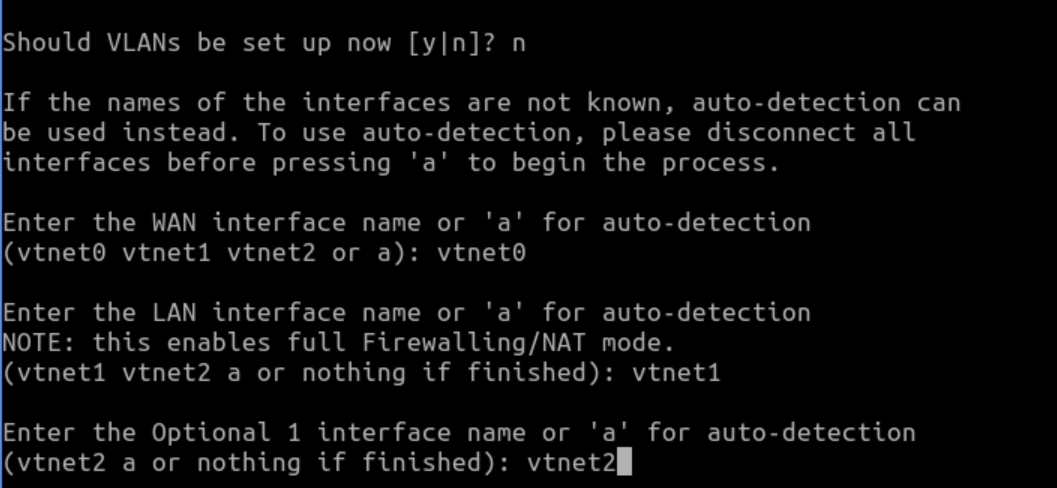 Should VLANs be set up now [y|n]? n
If the names of the interfaces are not known, auto-detection can
be used instead. To use auto-detection, please disconnect all
interfaces before pressing 'a' to begin the process.
Enter the WAN interface name or 'a' for auto-detection
(vtnet0 vtnet1 vtnet2 or a): vtnet0
Enter the LAN interface name or 'a' for auto-detection
NOTE: this enables full Firewalling/NAT mode.
(vtnet1 vtnet2 a or nothing if finished): vtnet1
Enter the Optional 1 interface name or 'a' for auto-detection
(vtnet2 a or nothing if finished): vtnet2